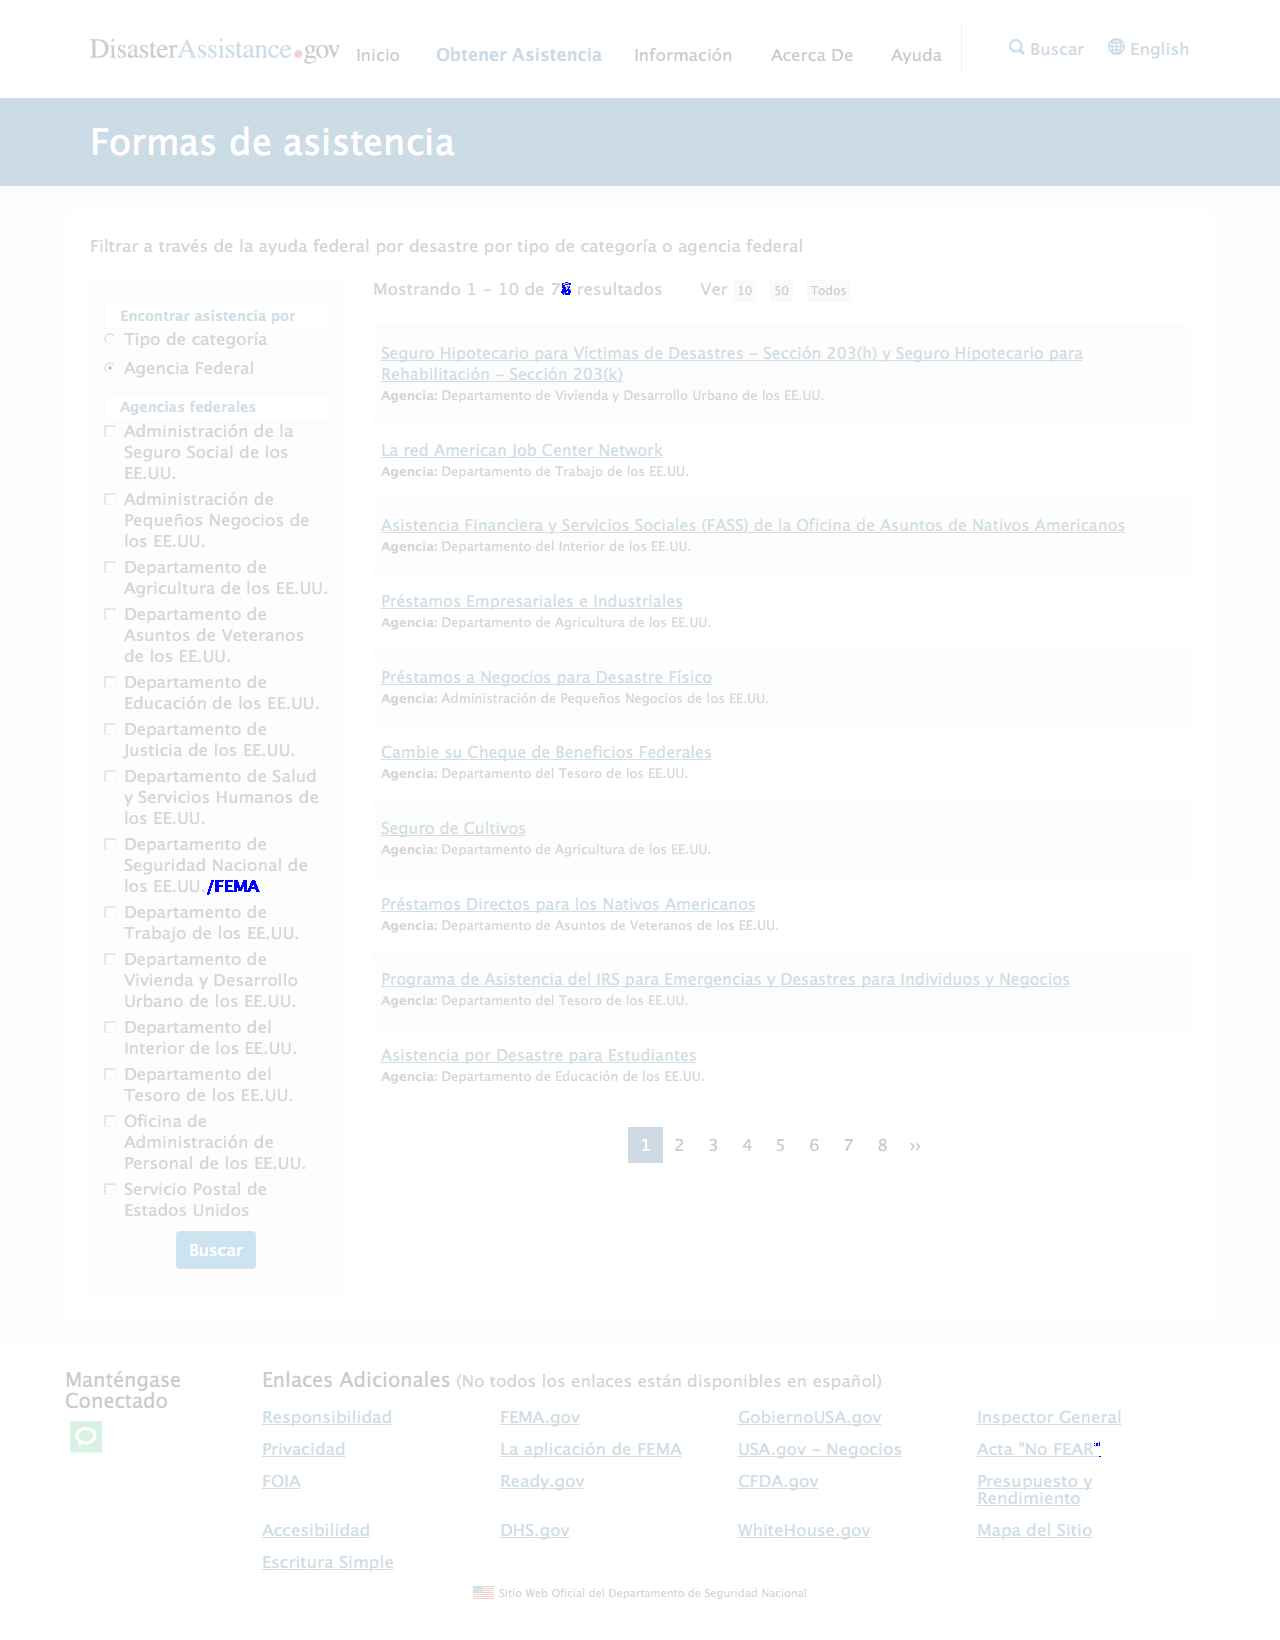 DisasterAssistance.gov
Inicio Obtener Asistencia Información Acerca De Ayuda Buscar English
Formas de asistencia
Filtrar a través de la ayuda federal por desastre por tipo de categoría o agencia federal
Mostrando 1 - 10 de resultados Ver 10 50 Todos
Encontrar asistencia por
Tipo de categoría
Agencia Federal
Agencias federales
Administración de la
Seguro Social de los
EE.UU.
Administración de
Pequeños Negocios de
los EE.UU.
Departamento de
Agricultura de los EE.UU.
Departamento de
Asuntos de Veteranos
de los EE.UU.
Departamento de
Educación de los EE.UU.
Departamento de
Justicia de los EE.UU.
Departamento de Salud
y Servicios Humanos de
los EE.UU.
Departamento de
Seguridad Nacional de
los EE.UU./FEMA
Departamento de
Trabajo de los EE.UU.
Departamento de
Vivienda y Desarrollo
Urbano de los EE.UU.
Departamento del
Interior de los EE.UU.
Departamento del
Tesoro de los EE.UU.
Oficina de
Administración de
Personal de los EE.UU.
Servicio Postal de
Estados Unidos
Buscar
Seguro Hipotecario para Víctimas de Desastres - Sección 203(h) y Seguro Hipotecario para
Rehabilitación - Sección 203(k)
Agencia: Departamento de Vivienda y Desarrollo Urbano de los EE.UU.
La red American Job Center Network
Agencia: Departamento de Trabajo de los EE.UU.
Asistencia Financiera y Servicios Sociales (FASS) de la Oficina de Asuntos de Nativos Americanos
Agencia: Departamento del Interior de los EE.UU.
Préstamos Empresariales e Industriales
Agencia: Departamento de Agricultura de los EE.UU.
Préstamos a Negocios para Desastre Físico
Agencia: Administración de Pequeños Negocios de los EE.UU.
Cambie su Cheque de Beneficios Federales
Agencia: Departamento del Tesoro de los EE.UU.
Seguro de Cultivos
Agencia: Departamento de Agricultura de los EE.UU.
Préstamos Directos para los Nativos Americanos
Agencia: Departamento de Asuntos de Veteranos de los EE.UU.
Programa de Asistencia del IRS para Emergencias y Desastres para Individuos y Negocios
Agencia: Departamento del Tesoro de los EE.UU.
Asistencia por Desastre para Estudiantes
Agencia: Departamento de Educación de los EE.UU.
1 2 3 4 5 6 7 8 ››
Manténgase
Conectado
Enlaces Adicionales (No todos los enlaces están disponibles en español)
Responsibilidad FEMA.gov GobiernoUSA.gov Inspector General
Privacidad La aplicación de FEMA USA.gov - Negocios Acta "No FEAR"
FOIA Ready.gov CFDA.gov Presupuesto y
Rendimiento
Accesibilidad DHS.gov WhiteHouse.gov Mapa del Sitio
Escritura Simple
Sitio Web Oficial del Departamento de Seguridad Nacional